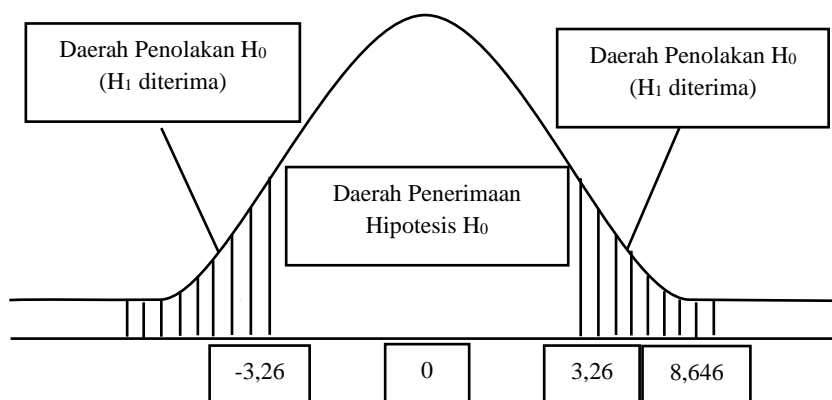 Daerah Penolakan H0
(H1 diterima)
Daerah Penolakan H0
(H1 diterima)
Daerah Penerimaan
Hipotesis H0
-3,26
0
3,26
8,646